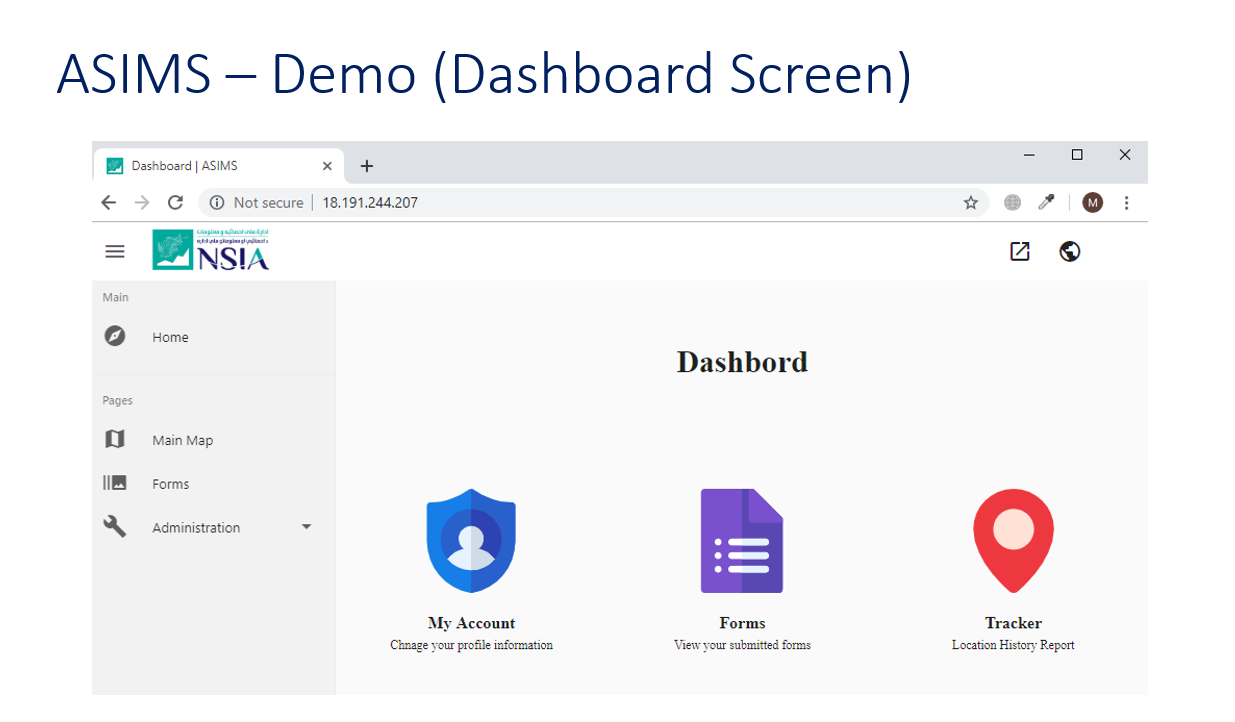 ASIMS – Demo (Dashboard Screen)
Dashboard | ASIMS
Not secure | 18.191.244.207
M
NSIA
Main
Home
Dashbord
Pages
Main Map
Forms
Administration
My Account
Forms
Tracker
Chnage your profile information
View your submitted forms
Location History Report